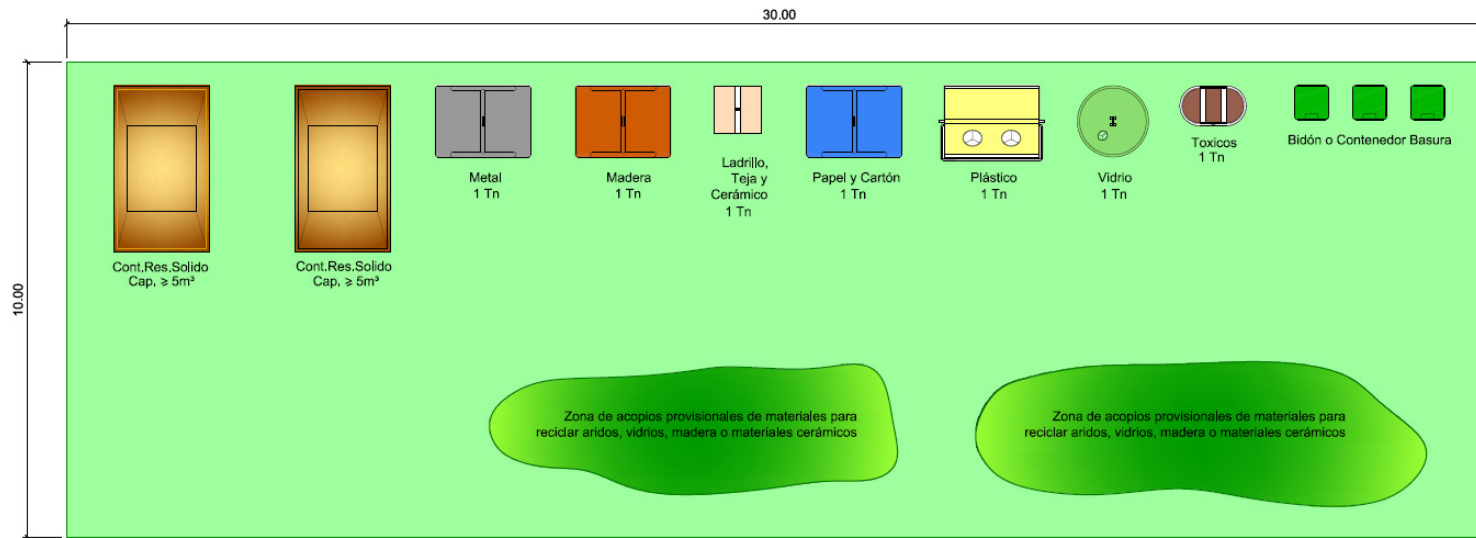 30.00
10.00
Cont,Res,Solido
Cap, ≥ 5m³
Cont.Res.Solido
Cap, ≥ 5m³
Metal
1 Tn
Madera
1 Tn
Ladrillo,
Teja y
Cerámico
1 Tn
Papel y Cartón
1 Tn
Plástico
1 Tn
Vidrio
1 Tn
Toxicos
1 Tn
Bidón o Contenedor Basura
Zona de acopios provisionales de materiales para
reciclar aridos, vidrios, madera o materiales cerámicos
Zona de acopios provisionales de materiales para
reciclar aridos, vidrios, madera o materiales cerámicos